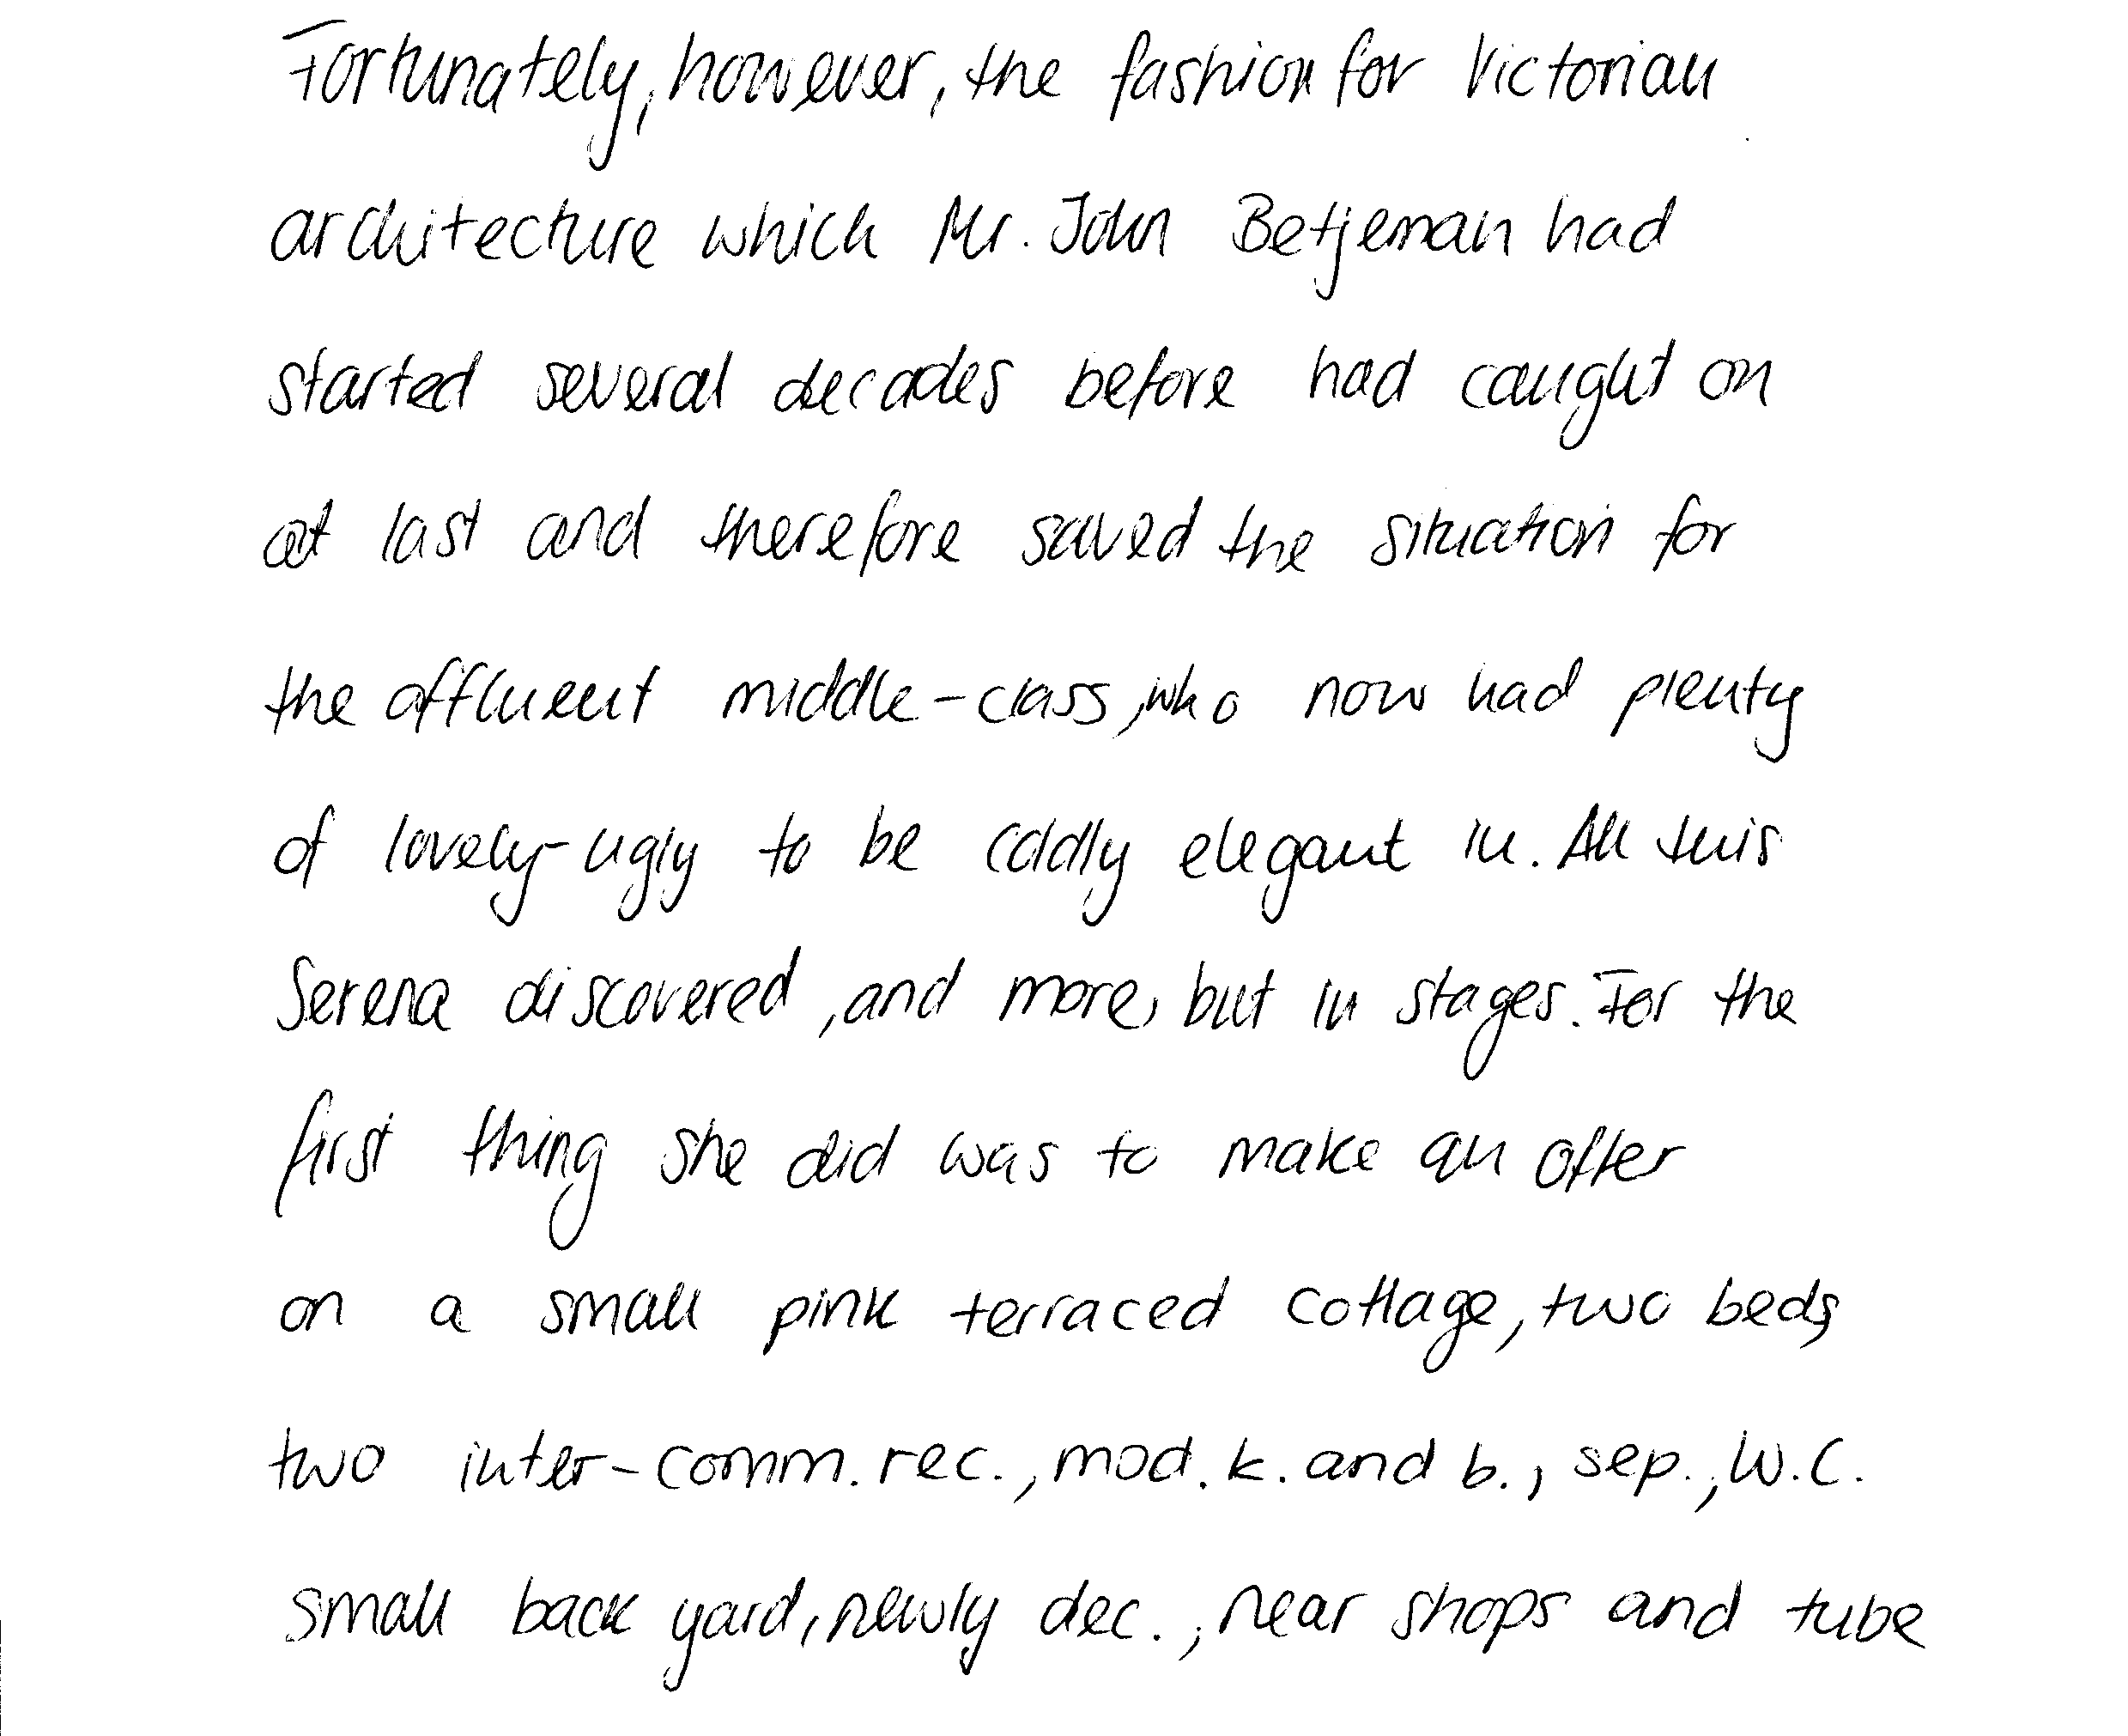 Fortunately, however, the fashion for Victorian
architecture which Mr. John Betjeman had
started several decades before had caught on
at last and therefore saved the situation for
the affluent middle-class, who now had plenty
of lovely-ugly to be oddly elegant in. All this
Serena discovered, and more, but in stages. For the
first thing she did was to make an offer
on a small pink terraced cottage, two beds,
two inter-comm. rec., mod. k. and b., sep., W.C.
small back yard, newly dec., near shops and tube